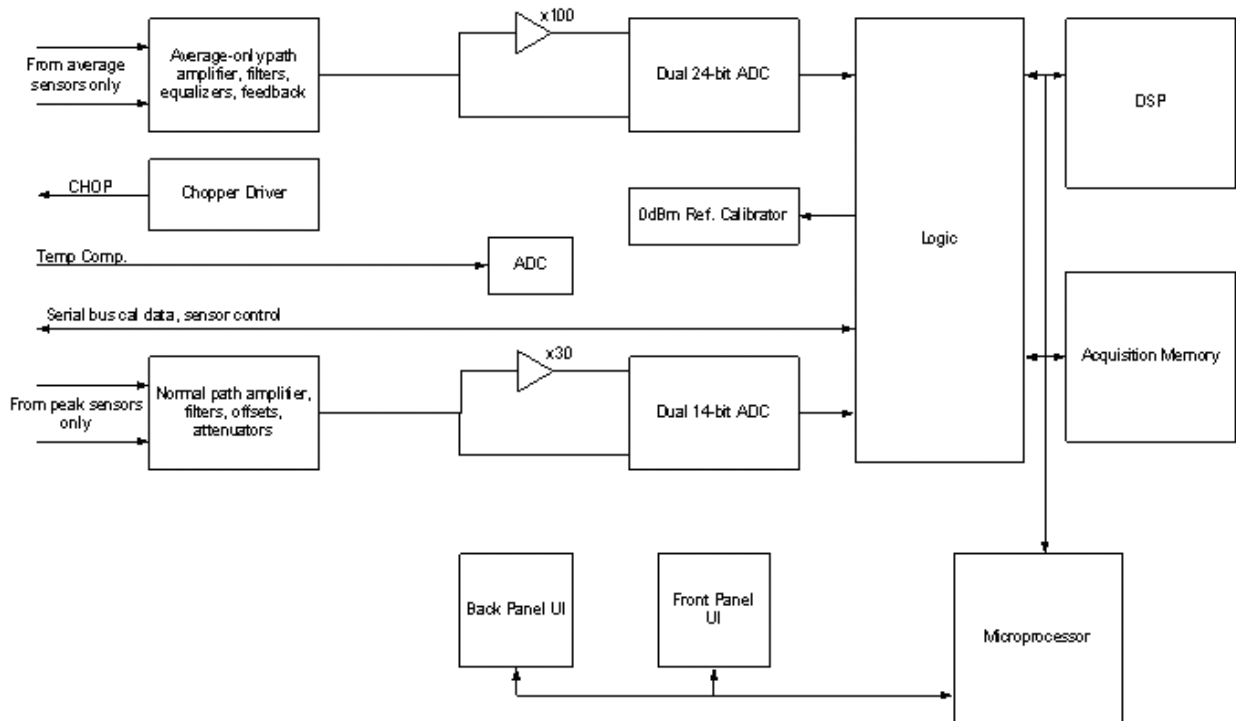 x100
From average
sensors only
Average-onlypath
amplifier, filters,
equalizers, feedback
Dual 24-bit ADC
DSP
CHOP
Chopper Driver
0dBm Ref. Calibrator
Logic
Temp Comp.
ADC
Serial bus cal data, sensor control
x30
Acquisition Memory
From peak sensors
only
Normal path amplifier,
filters, offsets,
attenuators
Dual 14-bit ADC
Back Panel UI
Front Panel
UI
Microprocessor